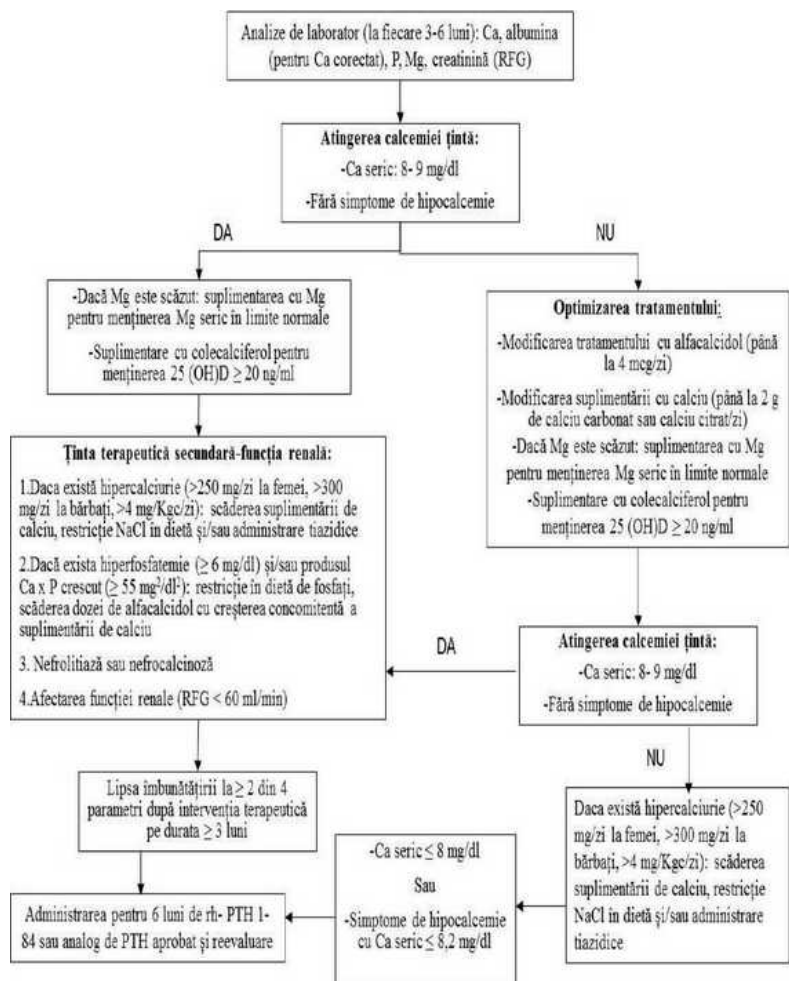 Analize de laborator (la fiecare 3-6 luni): Ca, albumina
(pentru Ca corectat), P, Mg, creatinină (RFG)
Atingerea calcemiei țintă:
-Ca seric: 8- 9 mg/dl
-Fără simptome de hipocalcemie
DA
NU
-Dacă Mg este scăzut: suplimentarea cu Mg
pentru menținerea Mg seric în limite normale
-Suplimentare cu colecalciferol pentru
menținerea 25 (OH)D ≥ 20 ng/ml
Optimizarea tratamentului:
-Modificarea tratamentului cu alfacalcidol (până
la 4 mcg/zi)
-Modificarea suplimentării cu calciu (până la 2 g
de calciu carbonat sau calciu citrat/zi)
-Dacă Mg este scăzut: suplimentarea cu Mg
pentru menținerea Mg seric în limite normale
-Suplimentare cu colecalciferol pentru
menținerea 25 (OH)D ≥ 20 ng/ml
Ținta terapeutică secundară-funcția renală:
1.Daca există hipercalciurie (>250 mg/zi la femei, >300
mg/zi la bărbați, >4 mg/Kgc/zi): scăderea suplimentării de
calciu, restricție NaCl în dietă și/sau administrare tiazidice
2.Dacă există hiperfosfatemie (≥ 6 mg/dl) și/sau produsul
Ca x P crescut (≥ 55 mg²/dl²): restricție în dietă de fosfați,
scăderea dozei de alfacalcidol cu creșterea concomitentă a
suplimentării de calciu
3. Nefrolitiază sau nefrocalcinoză
4.Afectarea funcției renale (RFG < 60 ml/min)
DA
Atingerea calcemiei țintă:
-Ca seric: 8- 9 mg/dl
-Fără simptome de hipocalcemie
NU
Lipsa îmbunătățirii la ≥ 2 din 4
parametri după intervenția terapeutică
pe durata ≥ 3 luni
Daca există hipercalciurie (>250
mg/zi la femei, >300 mg/zi la
bărbați, >4 mg/Kgc/zi): scăderea
suplimentării de calciu, restricție
NaCl în dietă și/sau administrare
tiazidice
-Ca seric ≤ 8 mg/dl
Sau
-Simptome de hipocalcemie
cu Ca seric ≤ 8,2 mg/dl
Administrarea pentru 6 luni de rh- PTH 1-
84 sau analog de PTH aprobat și reevaluare